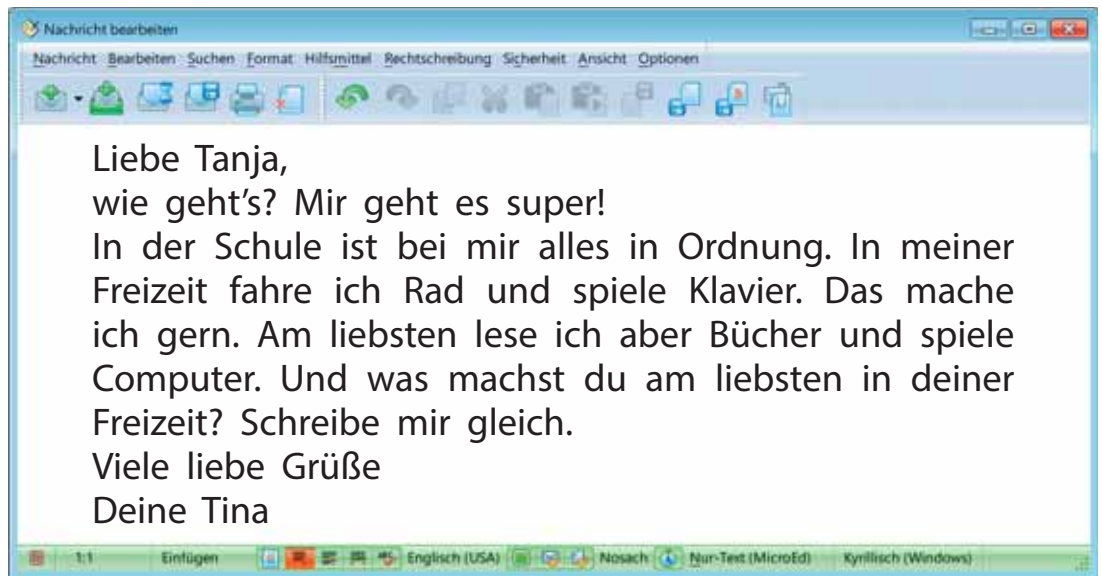 Nachricht bearbeiten
Nachricht Bearbeiten Suchen Format Hilfsmittel Rechtschreibung Sicherheit Ansicht Optionen
Liebe Tanja,
wie geht's? Mir geht es super!
In der Schule ist bei mir alles in Ordnung. In meiner
Freizeit fahre ich Rad und spiele Klavier. Das mache
ich gern. Am liebsten lese ich aber Bücher und spiele
Computer. Und was machst du am liebsten in deiner
Freizeit? Schreibe mir gleich.
Viele liebe Grüße
Deine Tina
1:1 Einfügen Englisch (USA) Nosach Nur-Text (MicroEd) Kyrillisch (Windows)